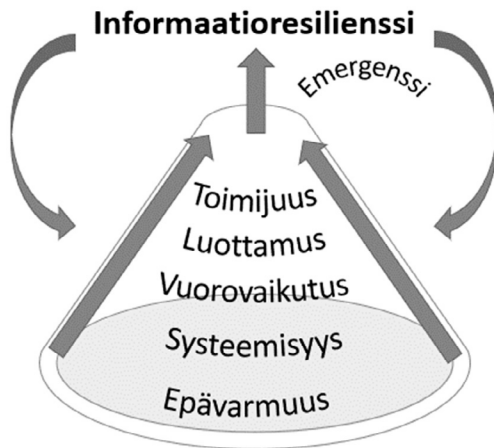 Informaatioresilienssi
Emergenssi
Toimijuus
Luottamus
Vuorovaikutus
Systeemisyys
Epävarmuus